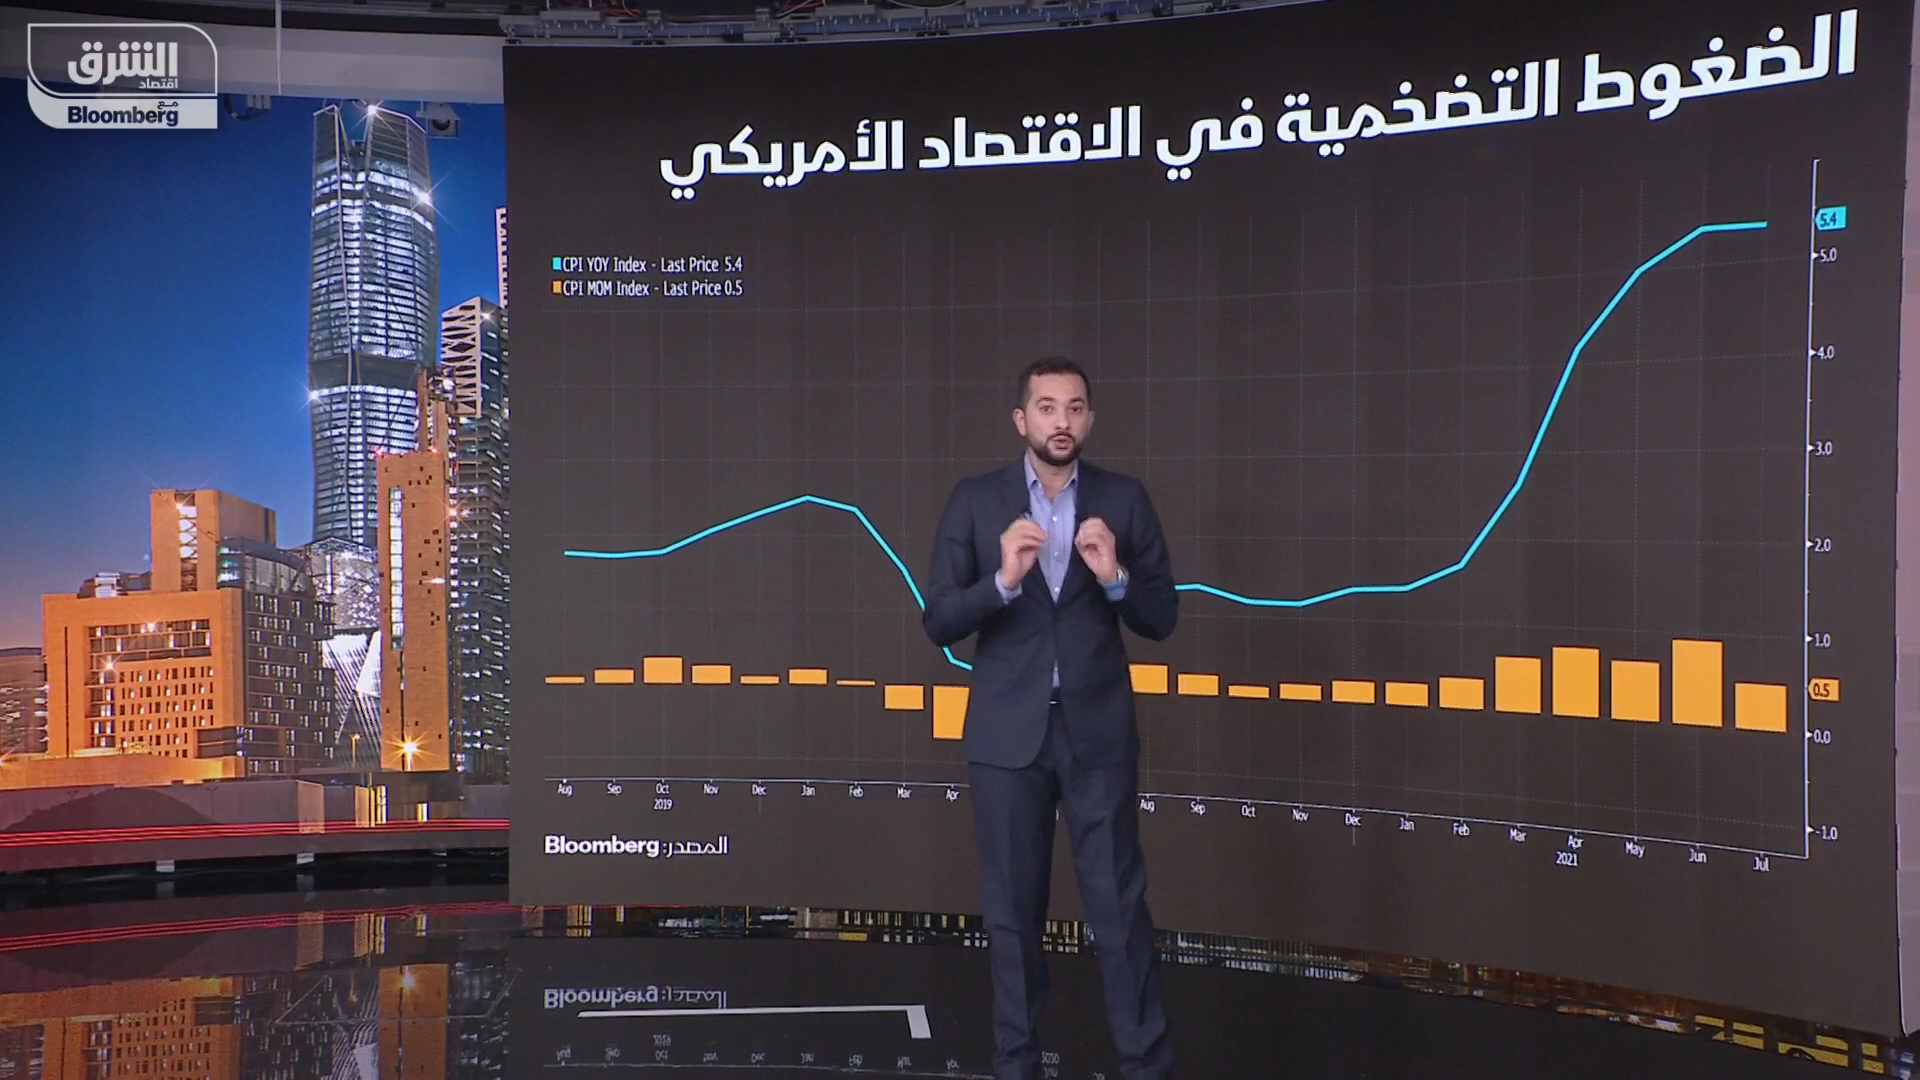 الشرق
اقتصاد
مع
Bloomberg
الضغوط التضخمية في الاقتصاد الأمريكي
CPI YOY Index - Last Price 5.4
CPI MOM Index - Last Price 0.5
5.4
5.0
4.0
3.0
2.0
1.0
0.5
0.0
-1.0
Aug Sep Oct Nov Dec Jan Feb Mar Apr Aug Sep Oct Nov Dec Jan Feb Mar Apr May Jun Jul
2019 2021
المصدر: Bloomberg